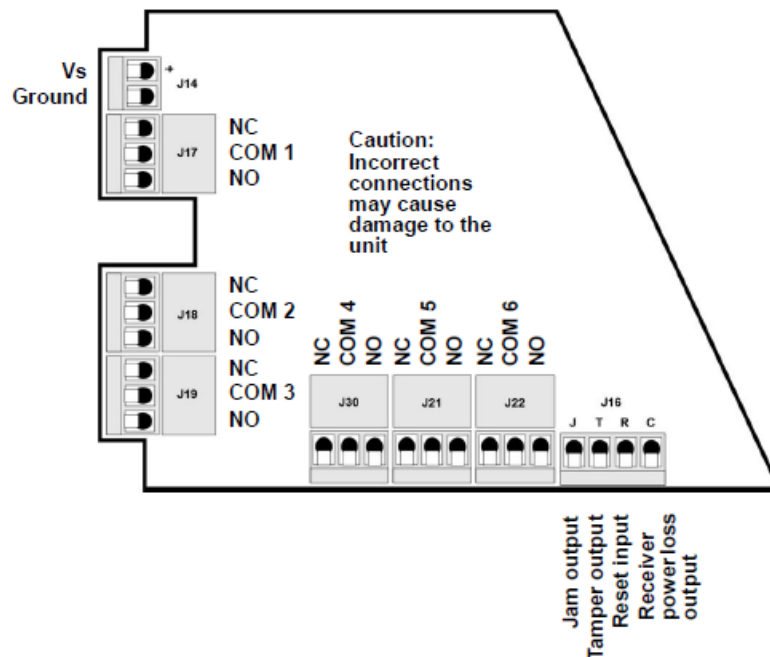 Vs
Ground
+
J14
J17
NC
COM 1
NO
Caution:
Incorrect
connections
may cause
damage to the
unit
J18
NC
COM 2
NO
J19
NC
COM 3
NO
NC
COM 4
NO
NC
COM 5
NO
NC
COM 6
NO
J30
J21
J22
J16
J T R C
Jam output
Tamper output
Reset input
Receiver
power loss
output